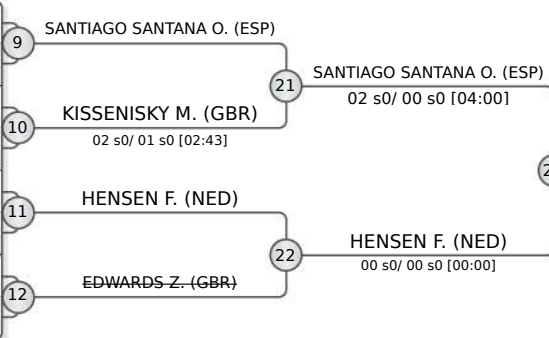 SANTIAGO SANTANA O. (ESP)
9
21
SANTIAGO SANTANA O. (ESP)
02 s0/ 00 s0 [04:00]
KISSENISKY M. (GBR)
10
02 s0/ 01 s0 [02:43]
HENSEN F. (NED)
11
22
HENSEN F. (NED)
00 s0/ 00 s0 [00:00]
EDWARDS Z. (GBR)
12